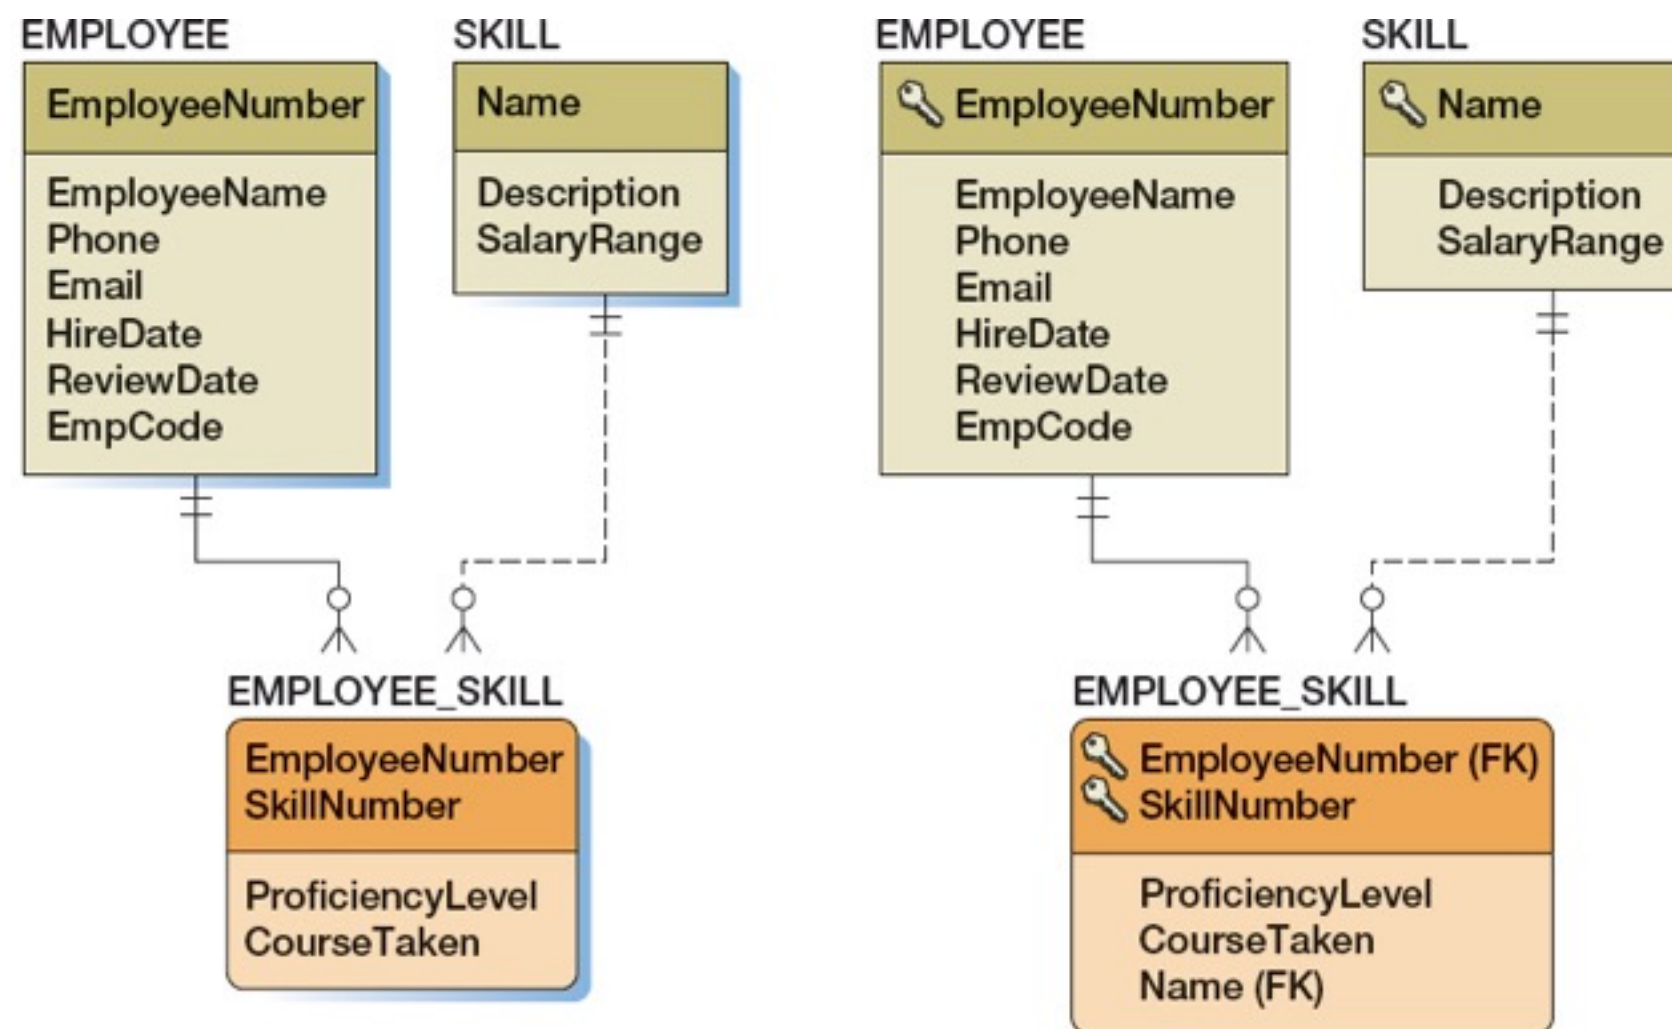 EMPLOYEE
EmployeeNumber
EmployeeName
Phone
Email
HireDate
ReviewDate
EmpCode
SKILL
Name
Description
SalaryRange
EMPLOYEE_SKILL
EmployeeNumber
SkillNumber
ProficiencyLevel
CourseTaken
EMPLOYEE
EmployeeNumber
EmployeeName
Phone
Email
HireDate
ReviewDate
EmpCode
SKILL
Name
Description
SalaryRange
EMPLOYEE_SKILL
EmployeeNumber (FK)
SkillNumber
ProficiencyLevel
CourseTaken
Name (FK)